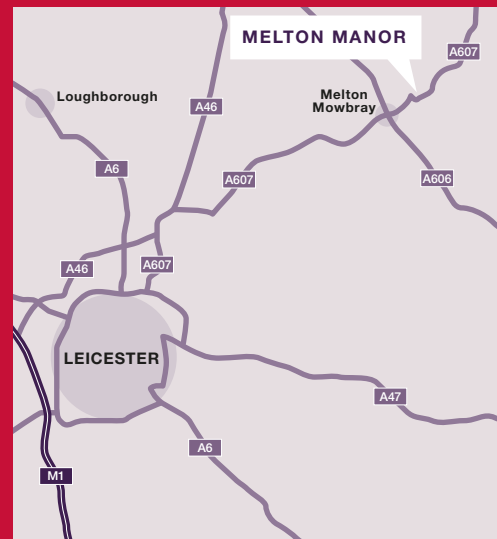 MELTON MANOR
A607
Loughborough
Melton
Mowbray
A46
A6
A607
A606
A46
A607
LEICESTER
A47
A6
M1